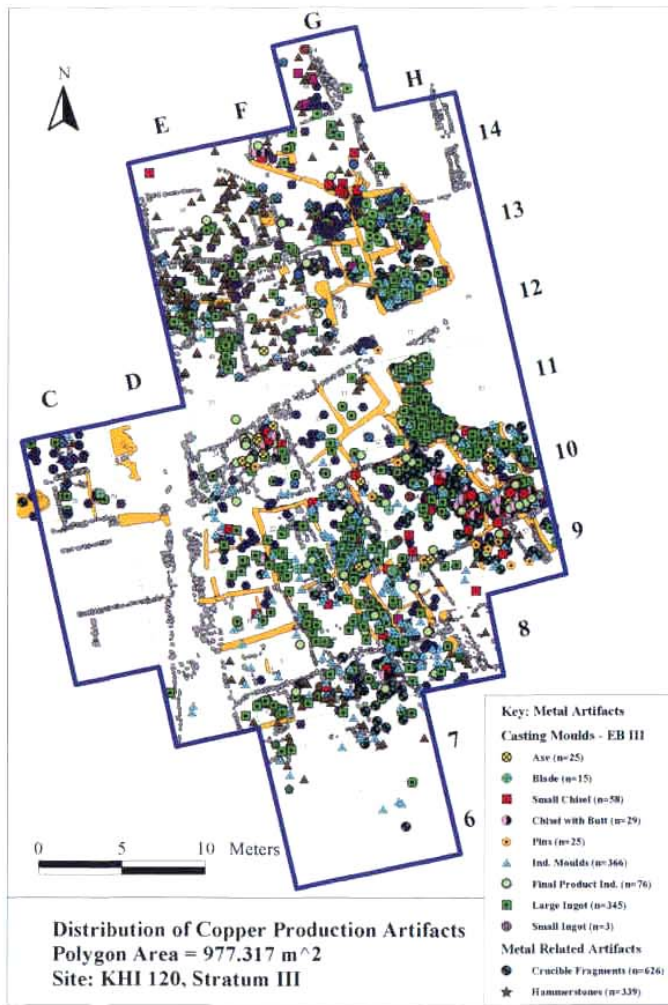 G
N
H
F
E
14
13
12
11
C
D
10
9
8
7
6
Key: Metal Artifacts
Casting Moulds - EB III
Axe (n=25)
Blade (n=15)
Small Chisel (n=58)
Chisel with Butt (n=29)
Pins (n=25)
Ind. Moulds (n=366)
Final Product Ind. (n=76)
Large Ingot (n=345)
Small Ingot (n=3)
Metal Related Artifacts
Crucible Fragments (n=626)
Hammerstones (n=339)
0 5 10 Meters
Distribution of Copper Production Artifacts
Polygon Area = 977.317 m^2
Site: KHI 120, Stratum III